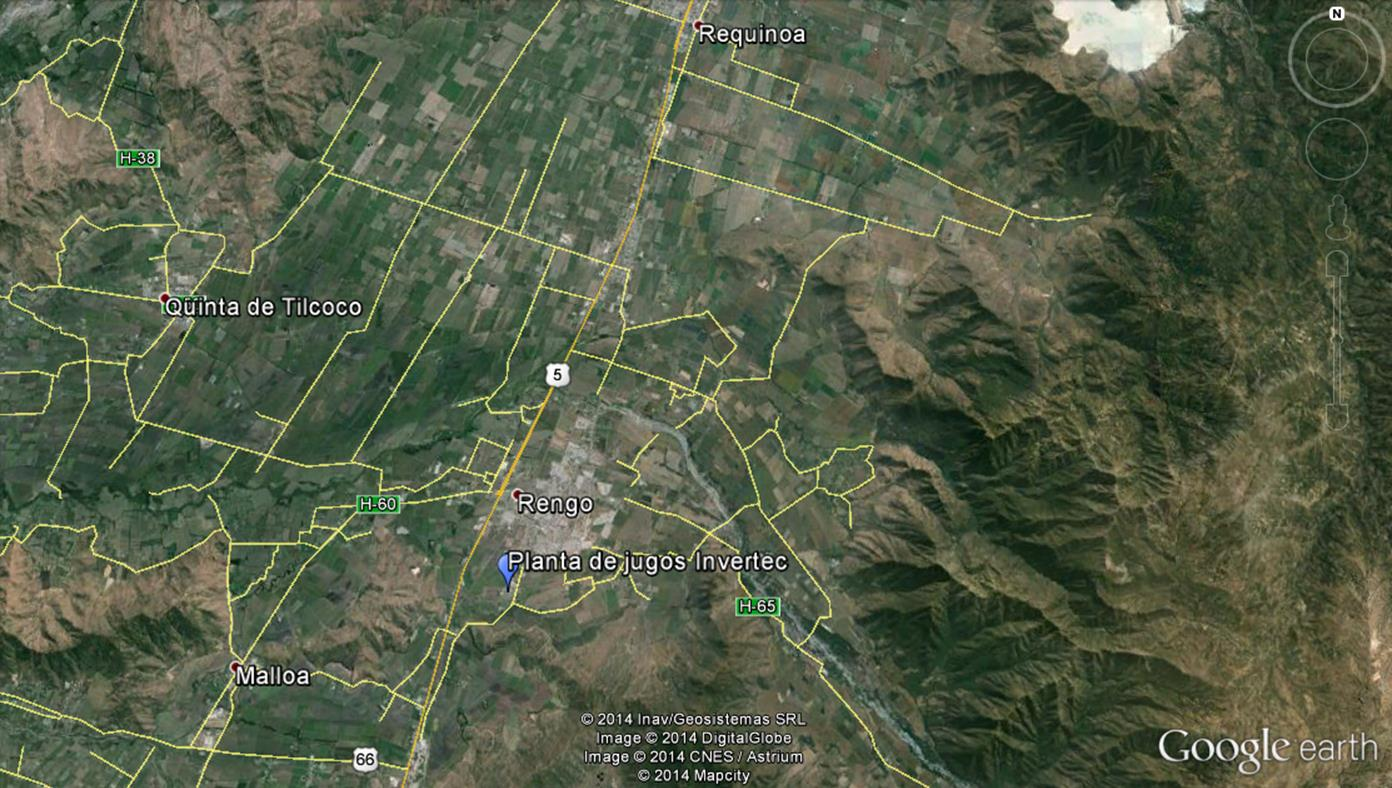 Requinoa
N
H-38
Quinta de Tilcoco
5
H-60
Rengo
Planta de jugos Invertec
H-65
Malloa
66
© 2014 Inav/Geosistemas SRL
Image © 2014 DigitalGlobe
Image © 2014 CNES / Astrium
© 2014 Mapcity
Google earth